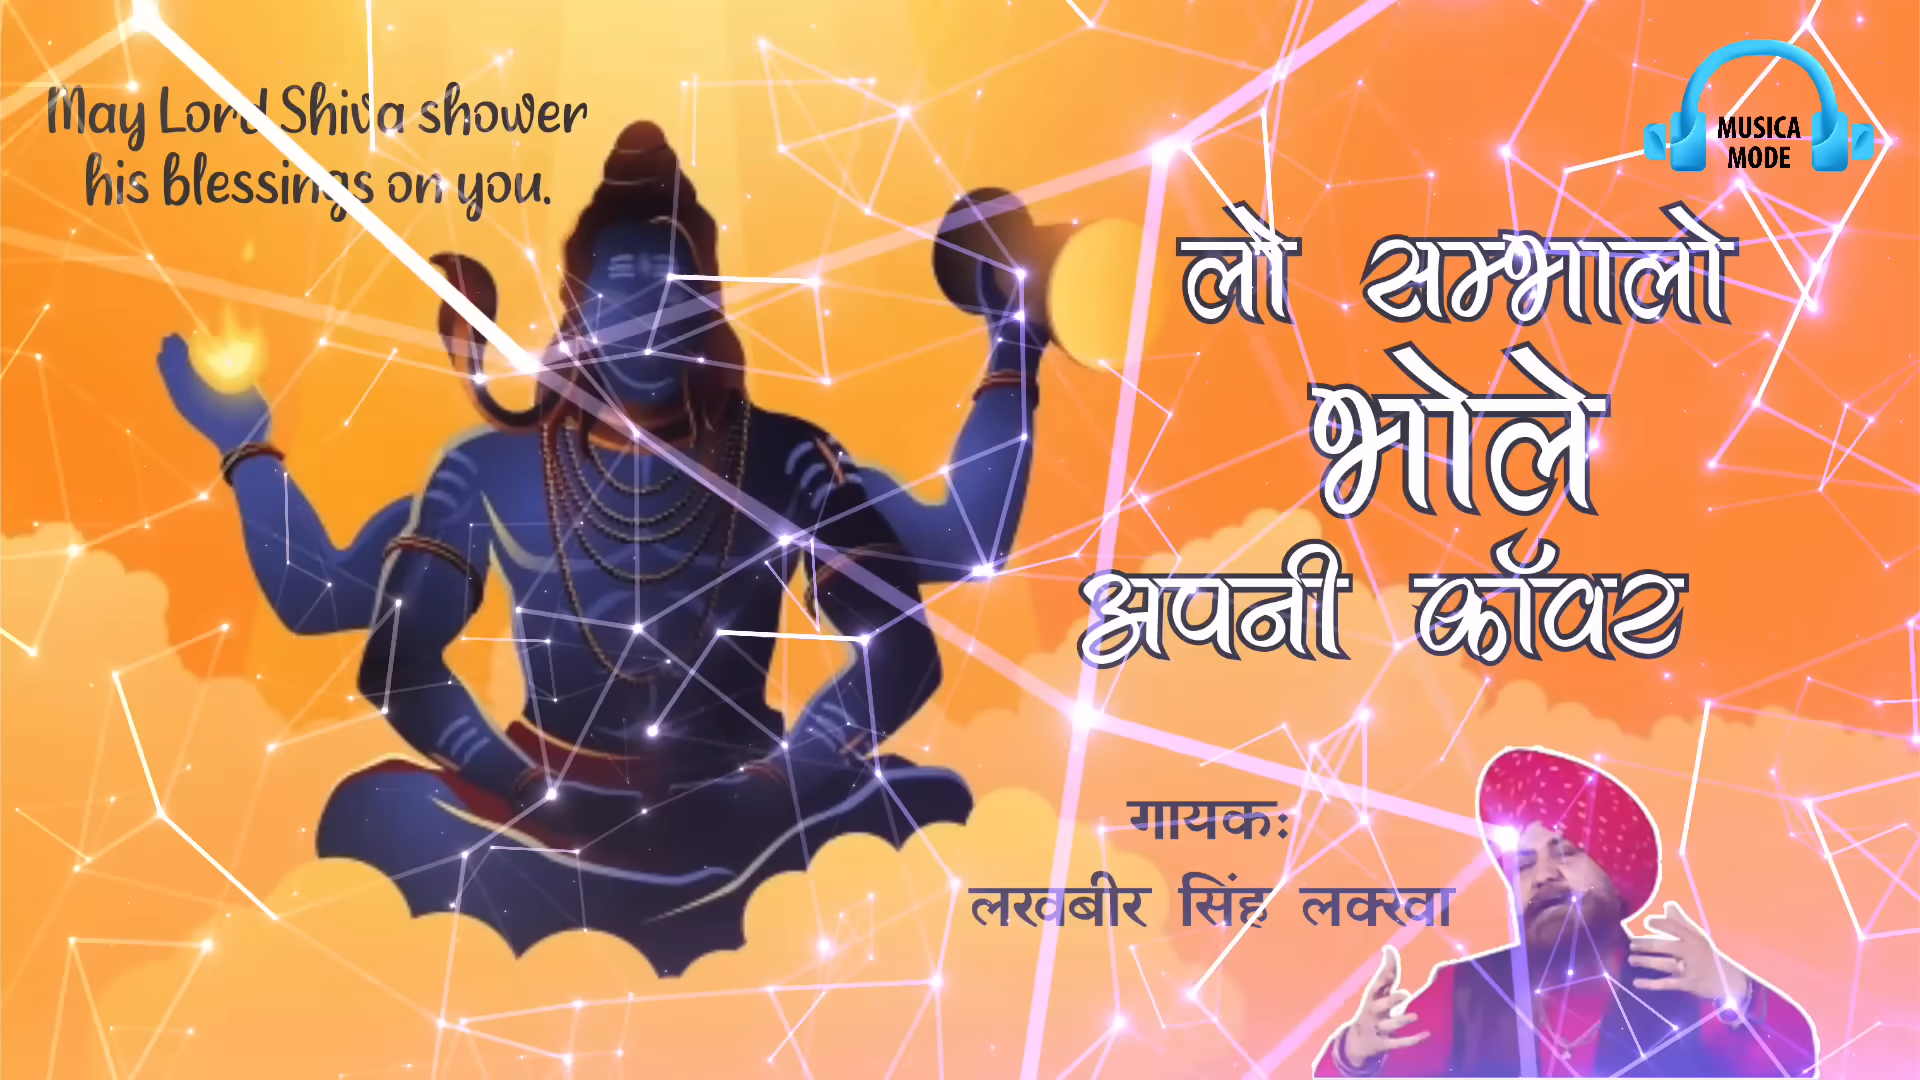 May Lord Shiva shower
his blessings on you.
MUSICA
MODE
लो सम्भालो
भोले
अपनी कॉवर
गायकः
लखबीर सिंह लक्खा